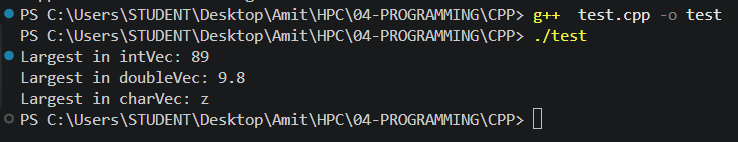 PS C:\Users\STUDENT\Desktop\Amit\HPC\04-PROGRAMMING\CPP> g++  test.cpp -o test
PS C:\Users\STUDENT\Desktop\Amit\HPC\04-PROGRAMMING\CPP> ./test
Largest in intVec: 89
Largest in doubleVec: 9.8
Largest in charVec: z
PS C:\Users\STUDENT\Desktop\Amit\HPC\04-PROGRAMMING\CPP>